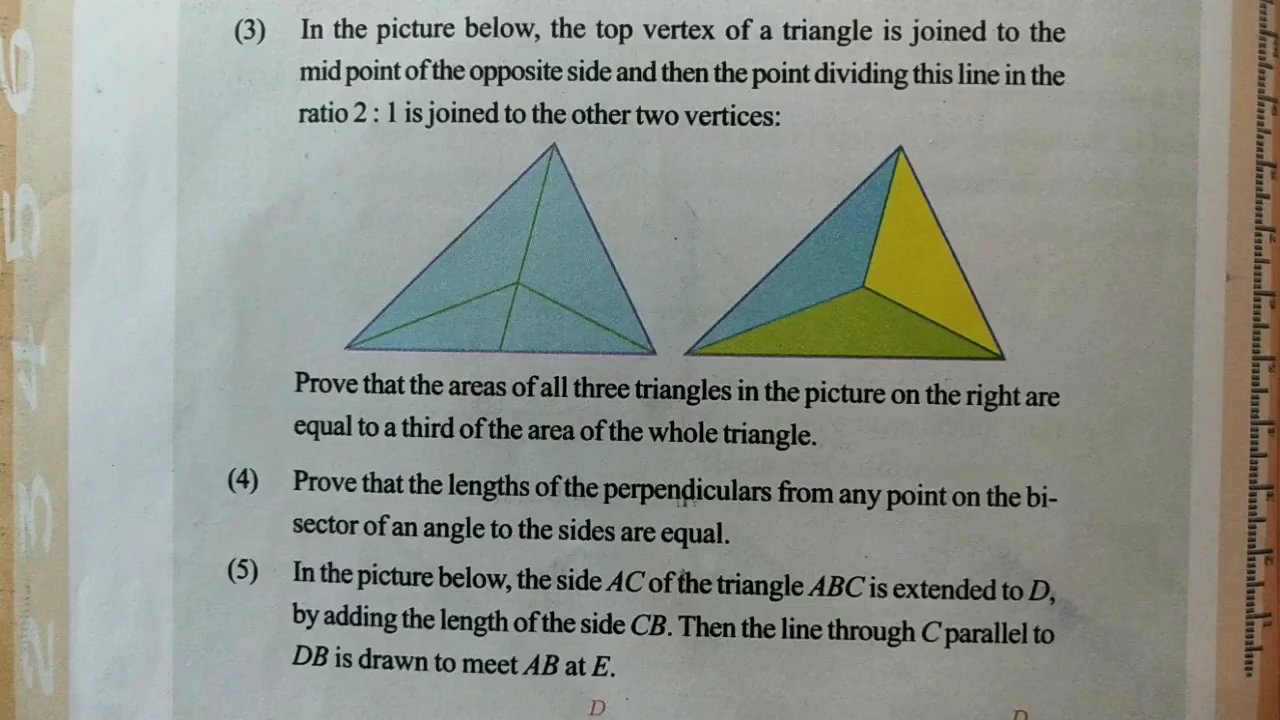 (3) In the picture below, the top vertex of a triangle is joined to the
mid point of the opposite side and then the point dividing this line in the
ratio 2 : 1 is joined to the other two vertices:
Prove that the areas of all three triangles in the picture on the right are
equal to a third of the area of the whole triangle.
(4) Prove that the lengths of the perpendiculars from any point on the bi-
sector of an angle to the sides are equal.
(5) In the picture below, the side AC of the triangle ABC is extended to D,
by adding the length of the side CB. Then the line through C parallel to
DB is drawn to meet AB at E.
D
D
2 3 4 5 6